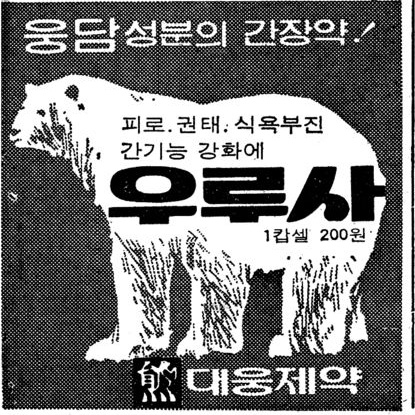 웅담성분의 간장약!
피로.권태.식욕부진
간기능 강화에
우루사
1캅셀 200원
熊 대웅제약